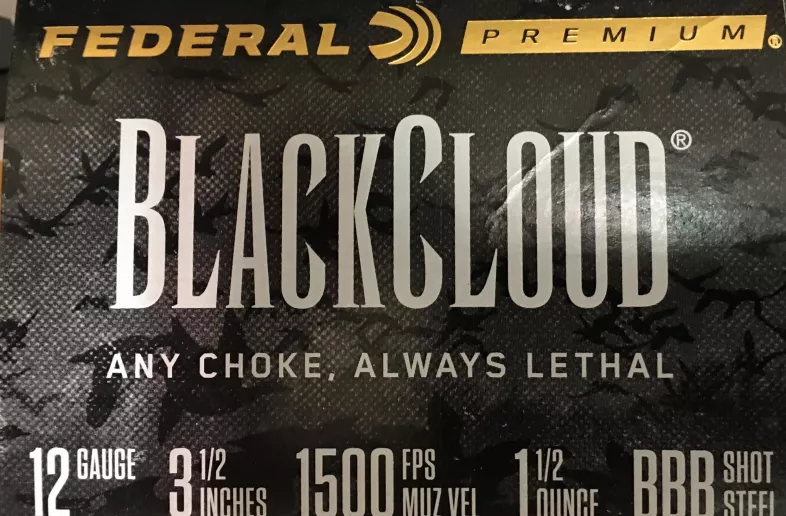 FEDERAL PREMIUM®
BLACKCLOUD®
ANY CHOKE, ALWAYS LETHAL
12 GAUGE 3 1/2 INCHES 1500 FPS MUZ VEL 1 1/2 OUNCE BBB SHOT STEEL